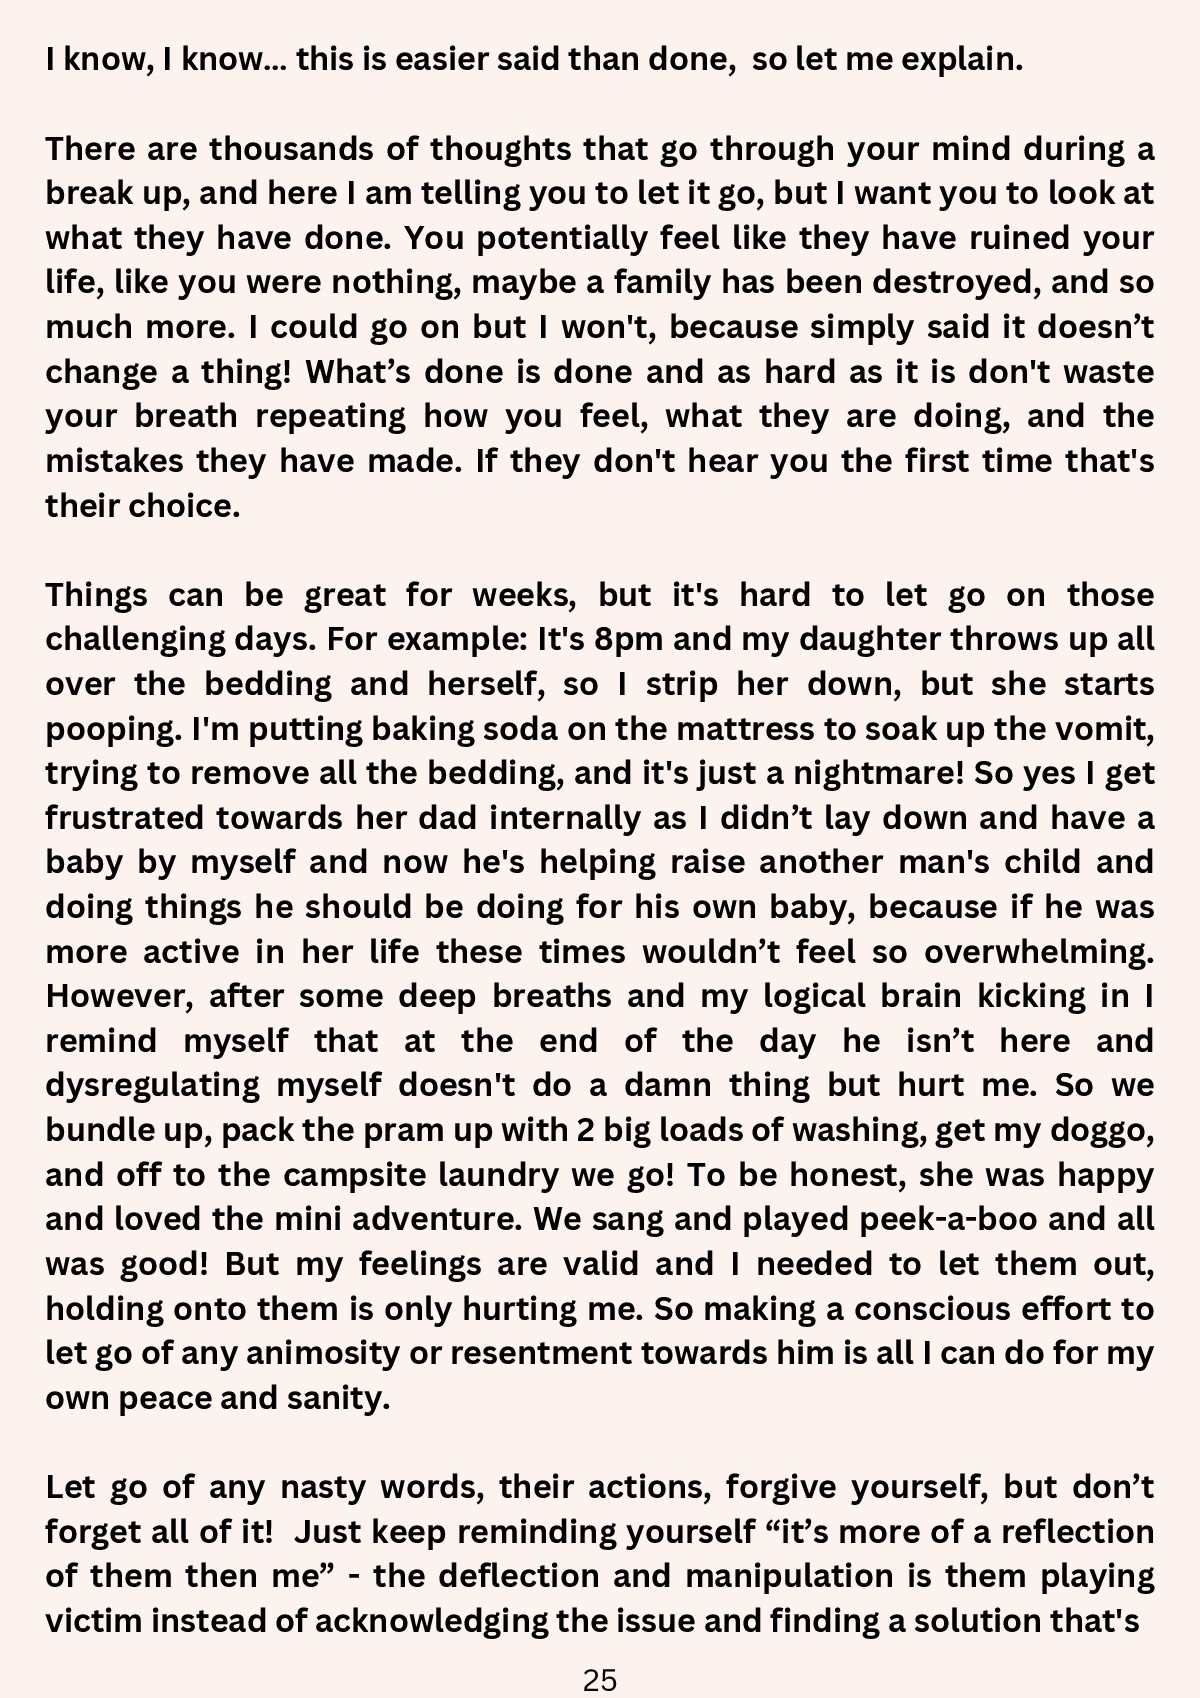 I know, I know... this is easier said than done,  so let me explain.
There are thousands of thoughts that go through your mind during a
break up, and here I am telling you to let it go, but I want you to look at
what they have done. You potentially feel like they have ruined your
life, like you were nothing, maybe a family has been destroyed, and so
much more. I could go on but I won't, because simply said it doesn’t
change a thing! What’s done is done and as hard as it is don't waste
your breath repeating how you feel, what they are doing, and the
mistakes they have made. If they don't hear you the first time that's
their choice.
Things can be great for weeks, but it's hard to let go on those
challenging days. For example: It's 8pm and my daughter throws up all
over the bedding and herself, so I strip her down, but she starts
pooping. I'm putting baking soda on the mattress to soak up the vomit,
trying to remove all the bedding, and it's just a nightmare! So yes I get
frustrated towards her dad internally as I didn’t lay down and have a
baby by myself and now he's helping raise another man's child and
doing things he should be doing for his own baby, because if he was
more active in her life these times wouldn’t feel so overwhelming.
However, after some deep breaths and my logical brain kicking in I
remind myself that at the end of the day he isn’t here and
dysregulating myself doesn't do a damn thing but hurt me. So we
bundle up, pack the pram up with 2 big loads of washing, get my doggo,
and off to the campsite laundry we go! To be honest, she was happy
and loved the mini adventure. We sang and played peek-a-boo and all
was good! But my feelings are valid and I needed to let them out,
holding onto them is only hurting me. So making a conscious effort to
let go of any animosity or resentment towards him is all I can do for my
own peace and sanity.
Let go of any nasty words, their actions, forgive yourself, but don’t
forget all of it!  Just keep reminding yourself “it’s more of a reflection
of them then me” - the deflection and manipulation is them playing
victim instead of acknowledging the issue and finding a solution that's
25